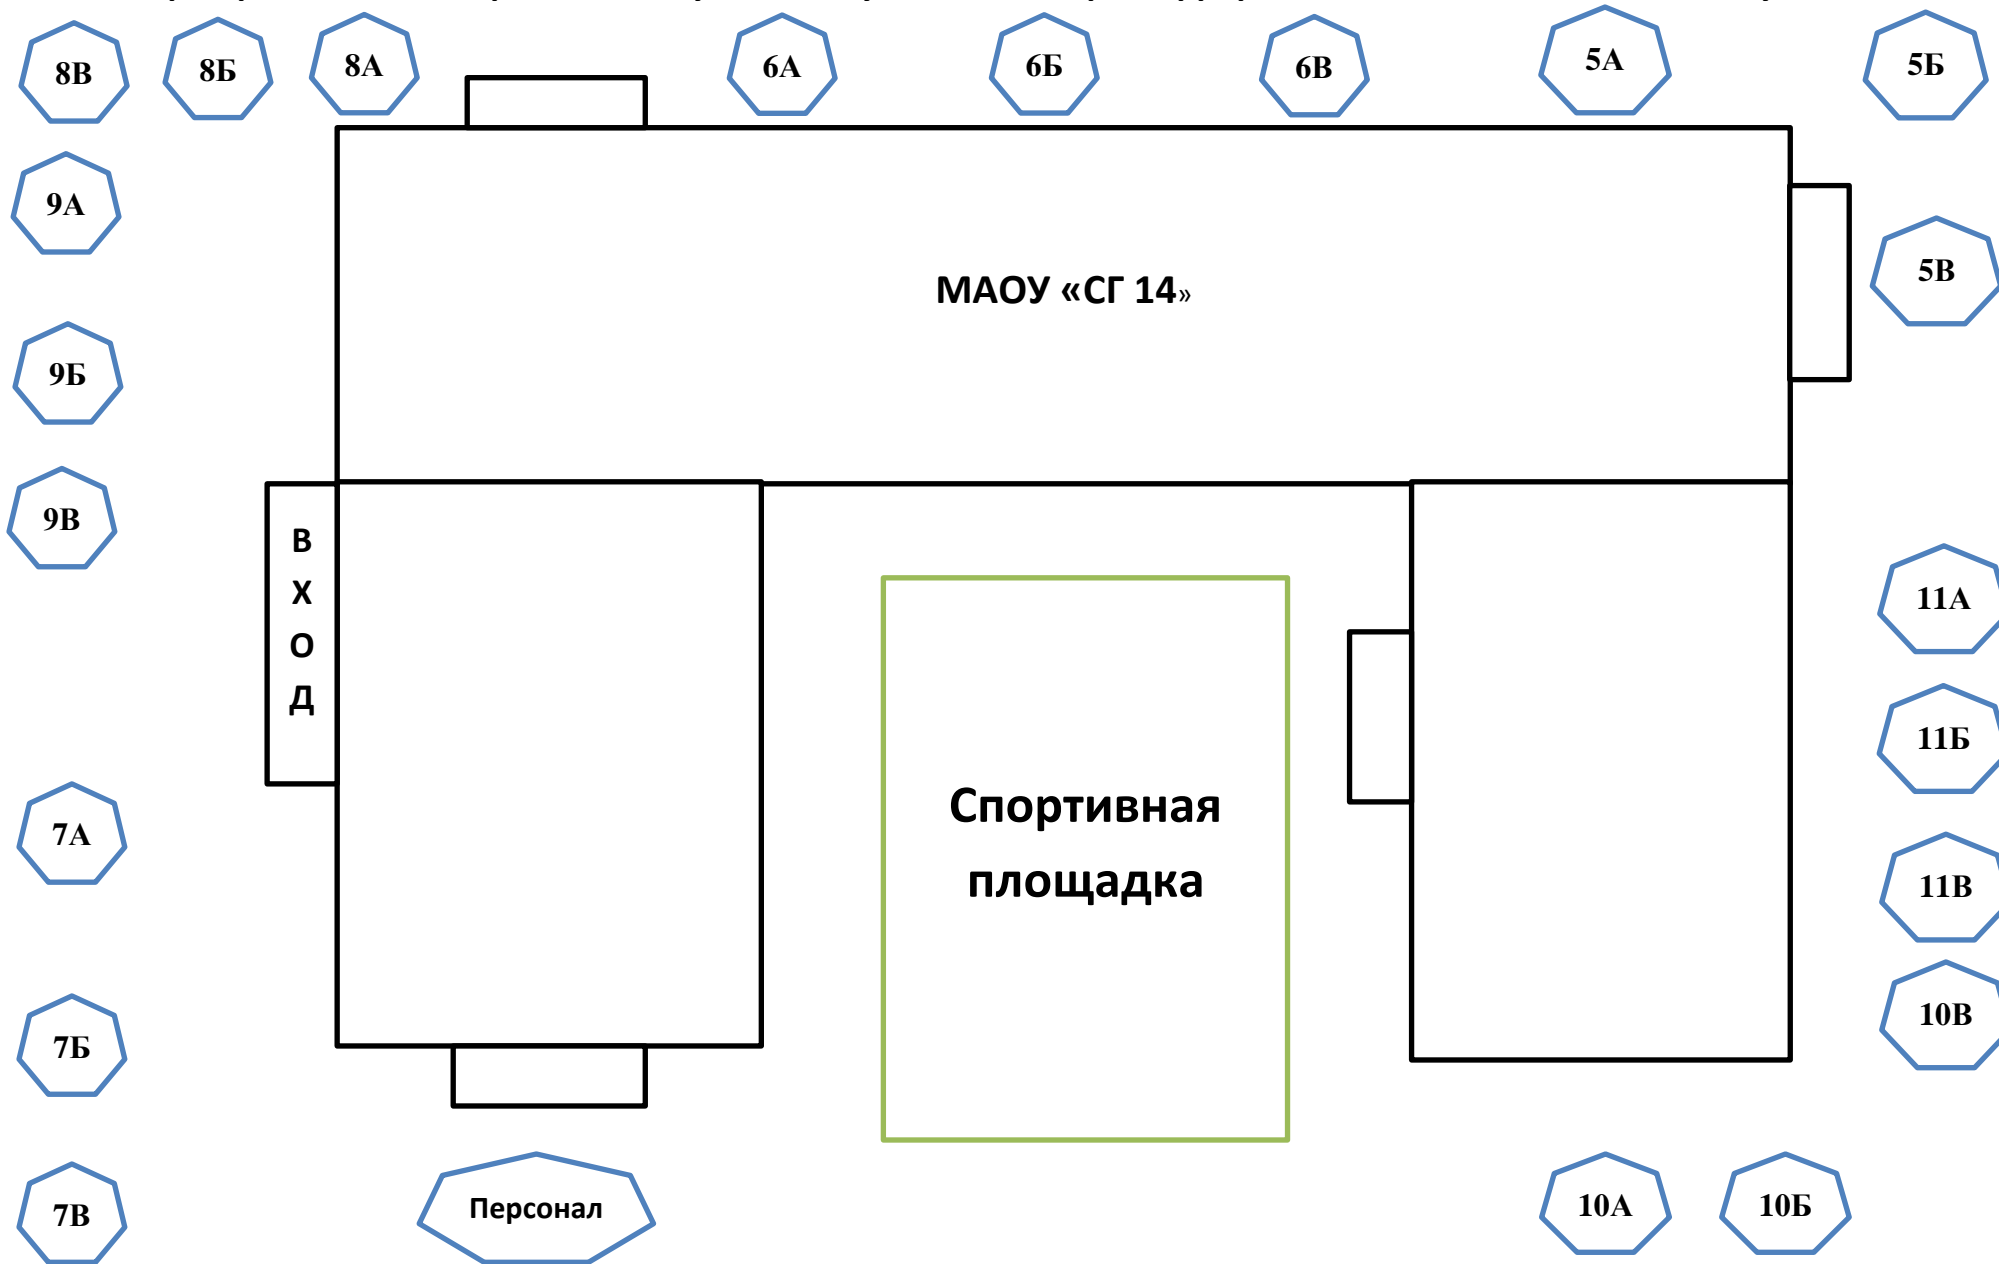 8В
8Б
8А
6А
6Б
6В
5А
5Б
9А
МАОУ «СГ 14»
5В
9Б
9В
В
Х
О
Д
11А
11Б
Спортивная
площадка
7А
11В
10В
7Б
7В
Персонал
10А
10Б